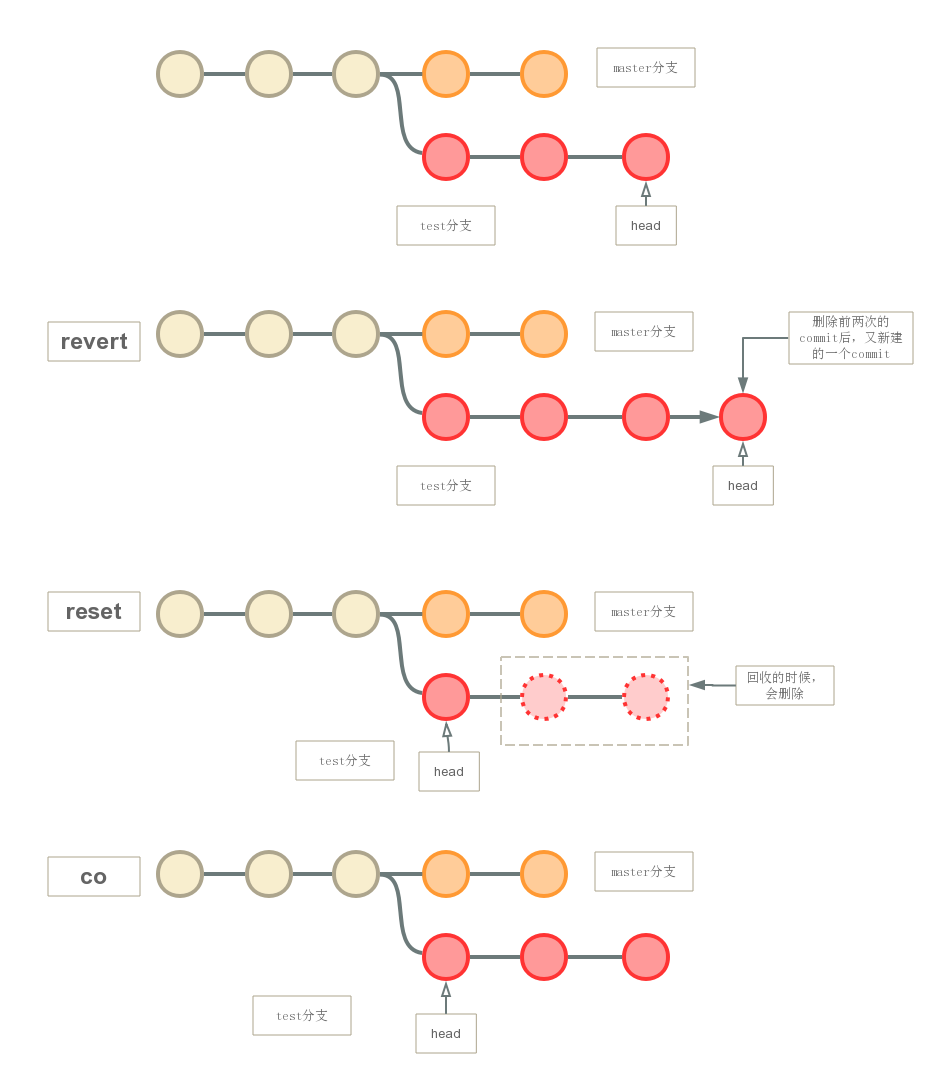 master分支
test分支
head
revert
master分支
删除前两次的
commit后，又新建
的一个commit
test分支
head
reset
master分支
回收的时候，
会删除
test分支
head
co
master分支
test分支
head